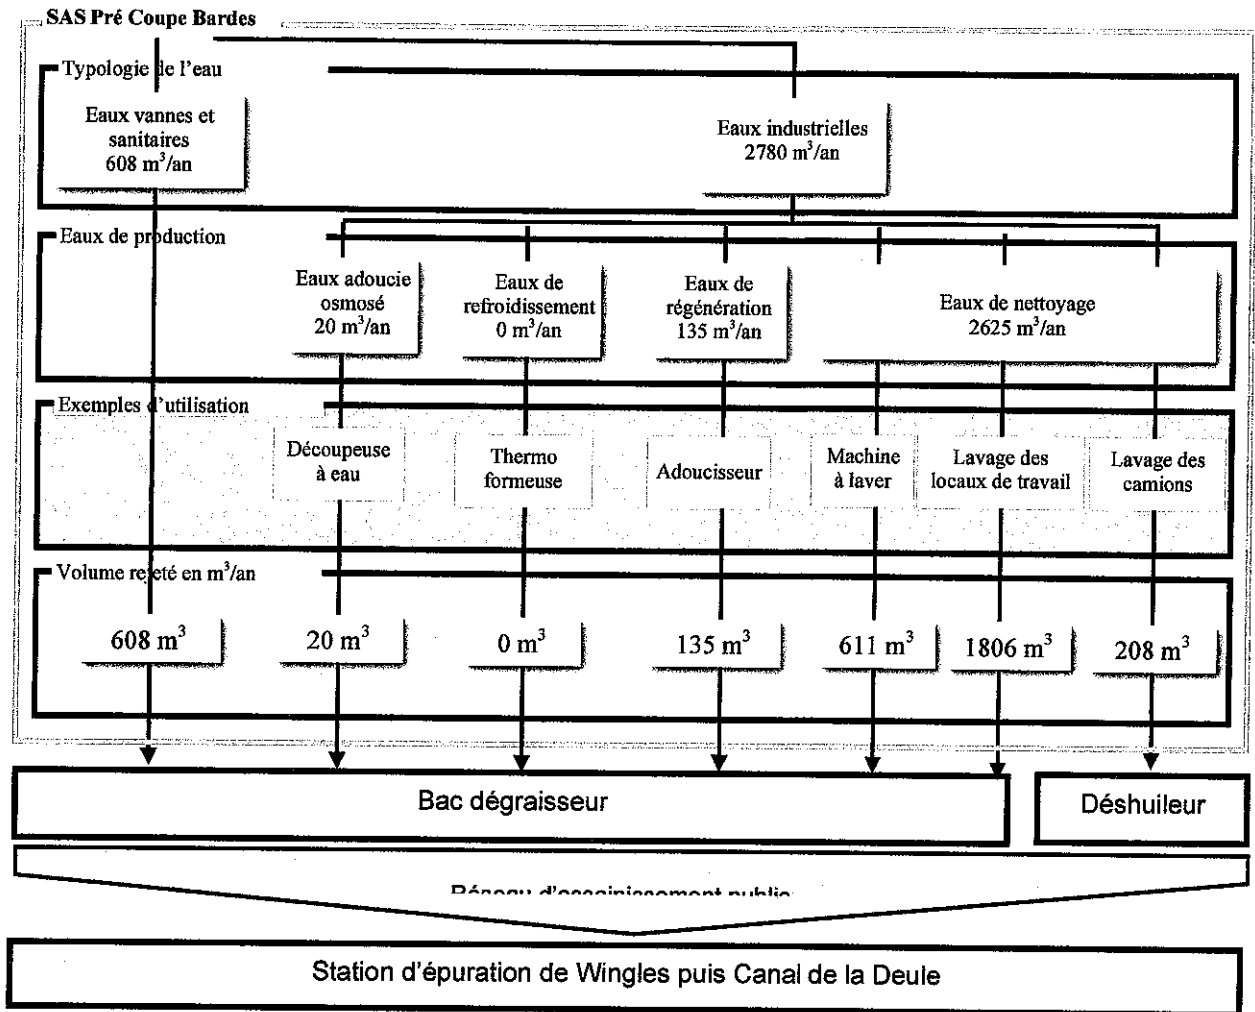 SAS Pré Coupe Bardes
Typologie de l'eau
Eaux vannes et
sanitaires
608 m³/an
Eaux industrielles
2780 m³/an
Eaux de production
Eaux adoucie
osmosé
20 m³/an
Eaux de
refroidissement
0 m³/an
Eaux de
régénération
135 m³/an
Eaux de nettoyage
2625 m³/an
Exemples d'utilisation
Découpeuse
à eau
Thermo
formeuse
Adoucisseur
Machine
à laver
Lavage des
locaux de travail
Lavage des
camions
Volume rejeté en m³/an
608 m³
20 m³
0 m³
135 m³
611 m³
1806 m³
208 m³
Bac dégraisseur
Déshuileur
Réseau d'assainissement public
Station d'épuration de Wingles puis Canal de la Deule